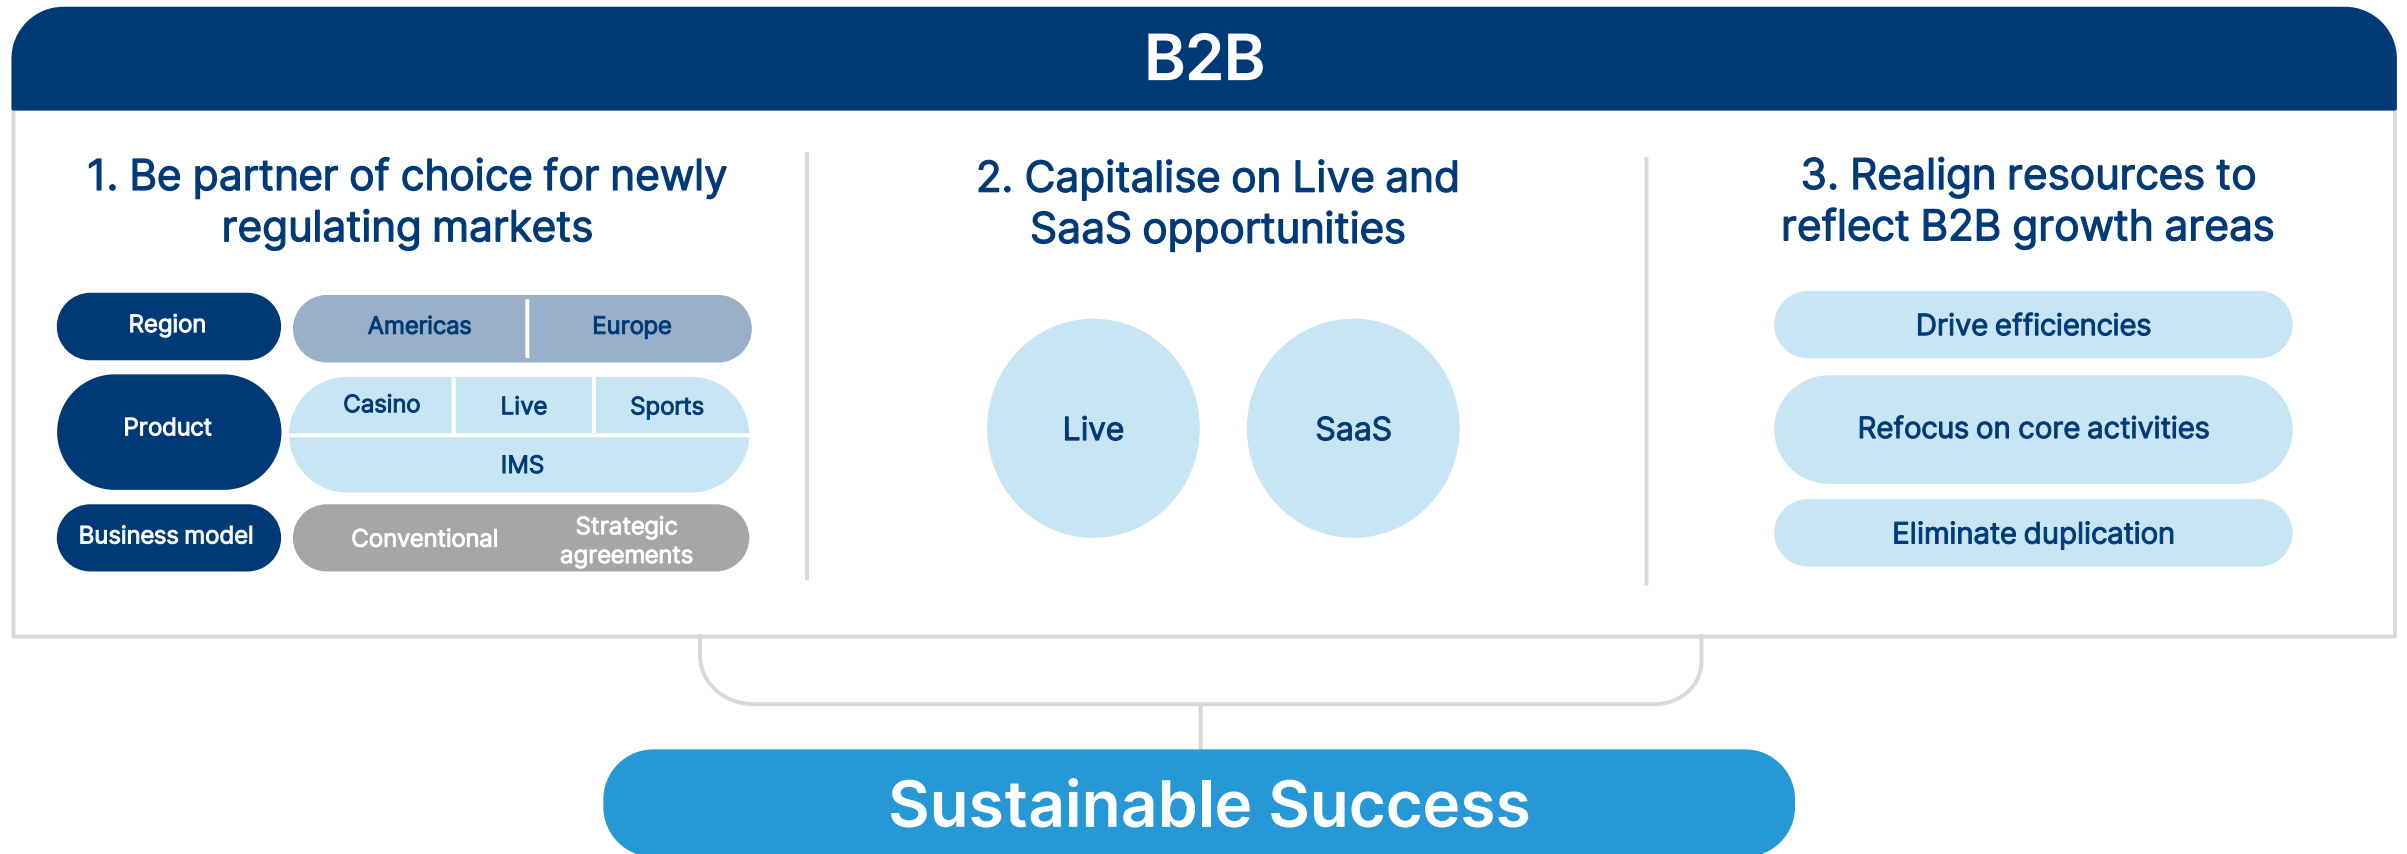 B2B
1. Be partner of choice for newly
regulating markets
Region
Americas
Europe
Product
Casino
Live
Sports
IMS
Business model
Conventional
Strategic
agreements
2. Capitalise on Live and
SaaS opportunities
Live
SaaS
3. Realign resources to
reflect B2B growth areas
Drive efficiencies
Refocus on core activities
Eliminate duplication
Sustainable Success